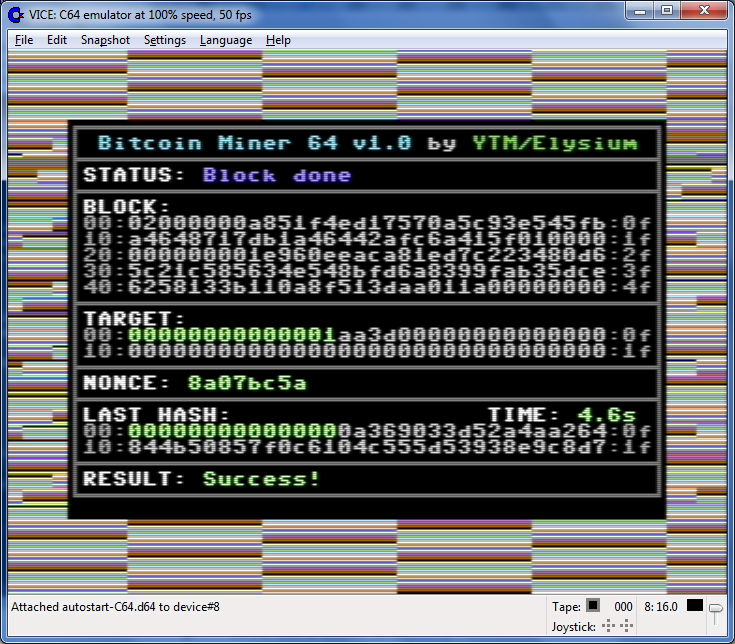 VICE: C64 emulator at 100% speed, 50 fps
File Edit Snapshot Settings Language Help
Bitcoin Miner 64 v1.0 by YTM/Elysium
STATUS: Block done
BLOCK:
00:02000000a851f4ed17570a5c93e545fb:0f
10:a4648717db1a46442afc6a415f010000:1f
20:000000001e960eeaca81ed7c223480d6:2f
30:5c21c585634e548bfd6a8399fab35dce:3f
40:6258133b110a8f513daa011a00000000:4f
TARGET:
00:00000000000001aa3d00000000000000:0f
10:00000000000000000000000000000000:1f
NONCE: 8a07bc5a
LAST HASH: TIME: 4.6s
00:000000000000000a369033d52a4aa264:0f
10:844b50857f0c6104c555d53938e9c8d7:1f
RESULT: Success!
Attached autostart-C64.d64 to device#8
Tape: 000 8: 16.0
Joystick: